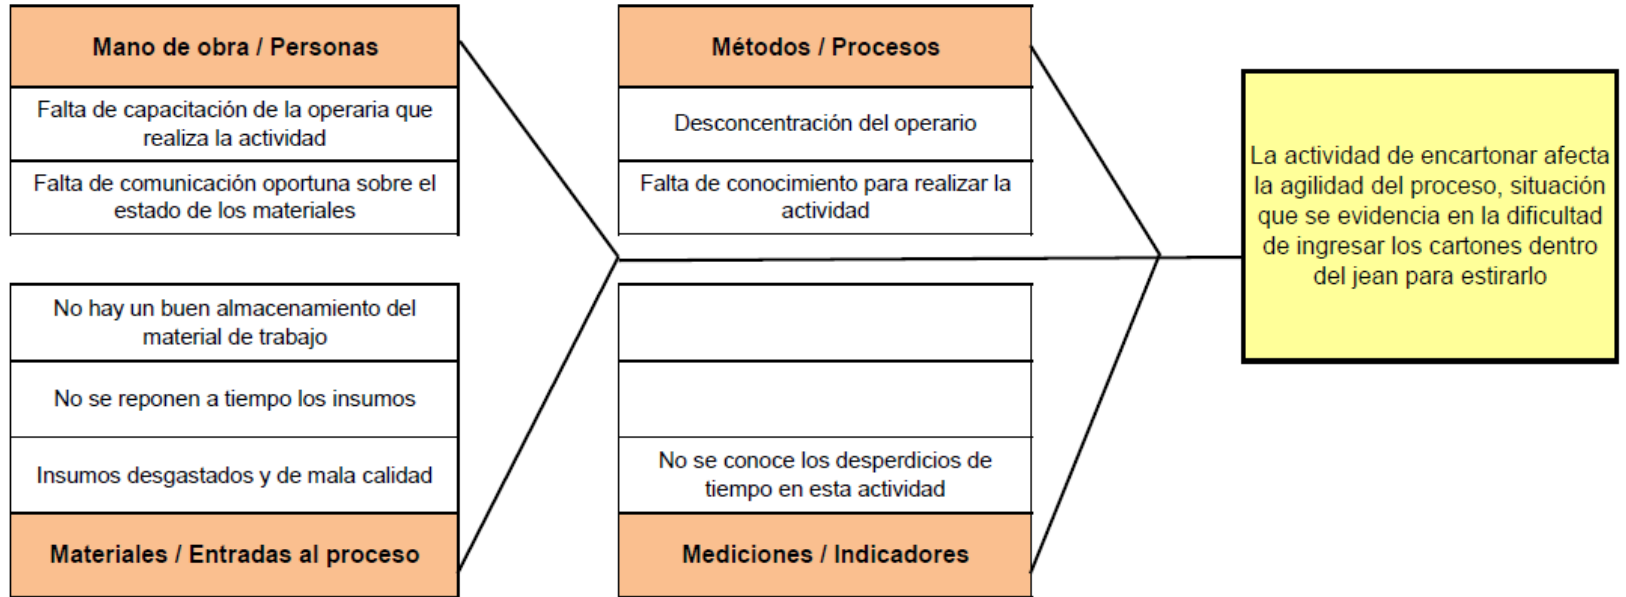 Mano de obra / Personas
Falta de capacitación de la operaria que
realiza la actividad
Falta de comunicación oportuna sobre el
estado de los materiales
Métodos / Procesos
Desconcentración del operario
Falta de conocimiento para realizar la
actividad
La actividad de encartonar afecta
la agilidad del proceso, situación
que se evidencia en la dificultad
de ingresar los cartones dentro
del jean para estirarlo
No hay un buen almacenamiento del
material de trabajo
No se reponen a tiempo los insumos
Insumos desgastados y de mala calidad
Materiales / Entradas al proceso
No se conoce los desperdicios de
tiempo en esta actividad
Mediciones / Indicadores